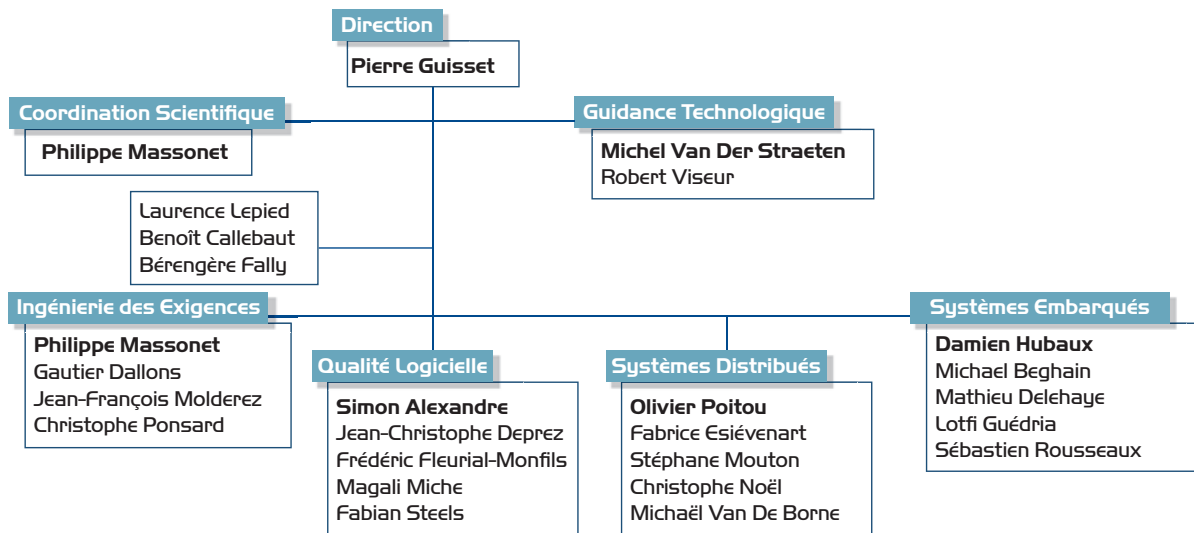 Direction
Pierre Guisset
Coordination Scientifique
Philippe Massonet
Guidance Technologique
Michel Van Der Straeten
Robert Viseur
Laurence Lepied
Benoît Callebaut
Bérengère Fally
Ingénierie des Exigences
Philippe Massonet
Gautier Dallons
Jean-François Molderez
Christophe Ponsard
Qualité Logicielle
Simon Alexandre
Jean-Christophe Deprez
Frédéric Fleurial-Monfils
Magali Miche
Fabian Steels
Systèmes Distribués
Olivier Poitou
Fabrice Esiévenart
Stéphane Mouton
Christophe Noël
Michaël Van De Borne
Systèmes Embarqués
Damien Hubaux
Michael Beghain
Mathieu Delehaye
Lotfi Guédria
Sébastien Rousseaux